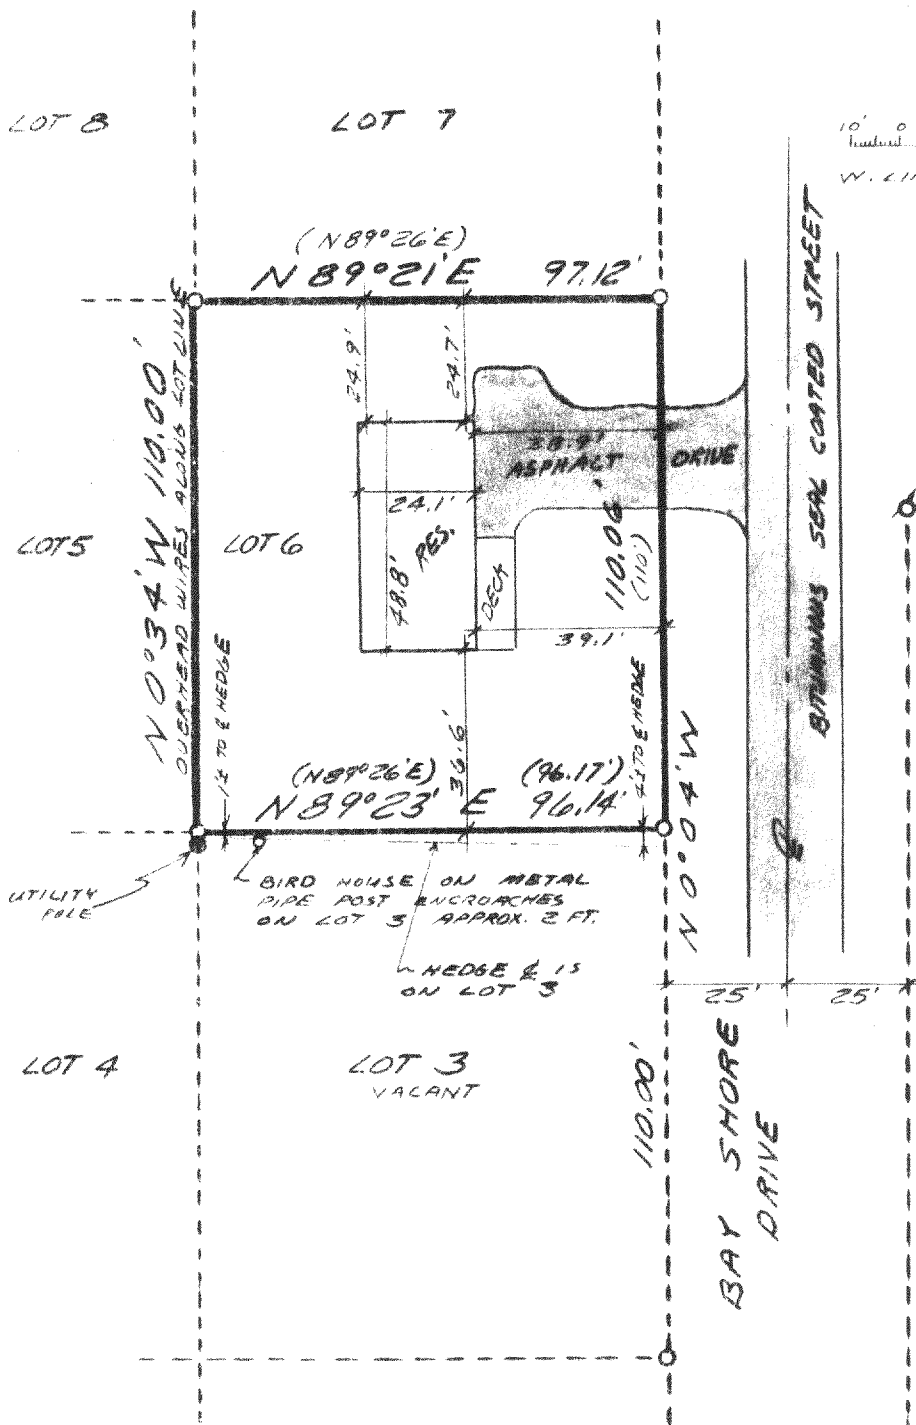 LOT 8
LOT 7
10' 0
(N89°26'E)
N 89°21' E 97.12'
N 0°34' W 110.00'
OVERHEAD WIRES ALONG LOT LINE
24.9'
24.7'
BITUMINOUS SEAL COATED STREET
38.9'
ASPHALT DRIVE
24.1'
LOT 5
LOT 6
48.8'
RES.
DECK
110.06'
(110')
39.1'
1'± TO ℄ HEDGE
4'± TO ℄ HEDGE
36.6'
(N89°26'E) (96.17')
N 89°23' E 96.14'
N 0°04' W
UTILITY
POLE
BIRD HOUSE ON METAL
PIPE POST ENCROACHES
ON LOT 3 APPROX. 2 FT.
HEDGE ℄ IS
ON LOT 3
℄
25' 25'
LOT 4
LOT 3
VACANT
110.00'
BAY SHORE
DRIVE